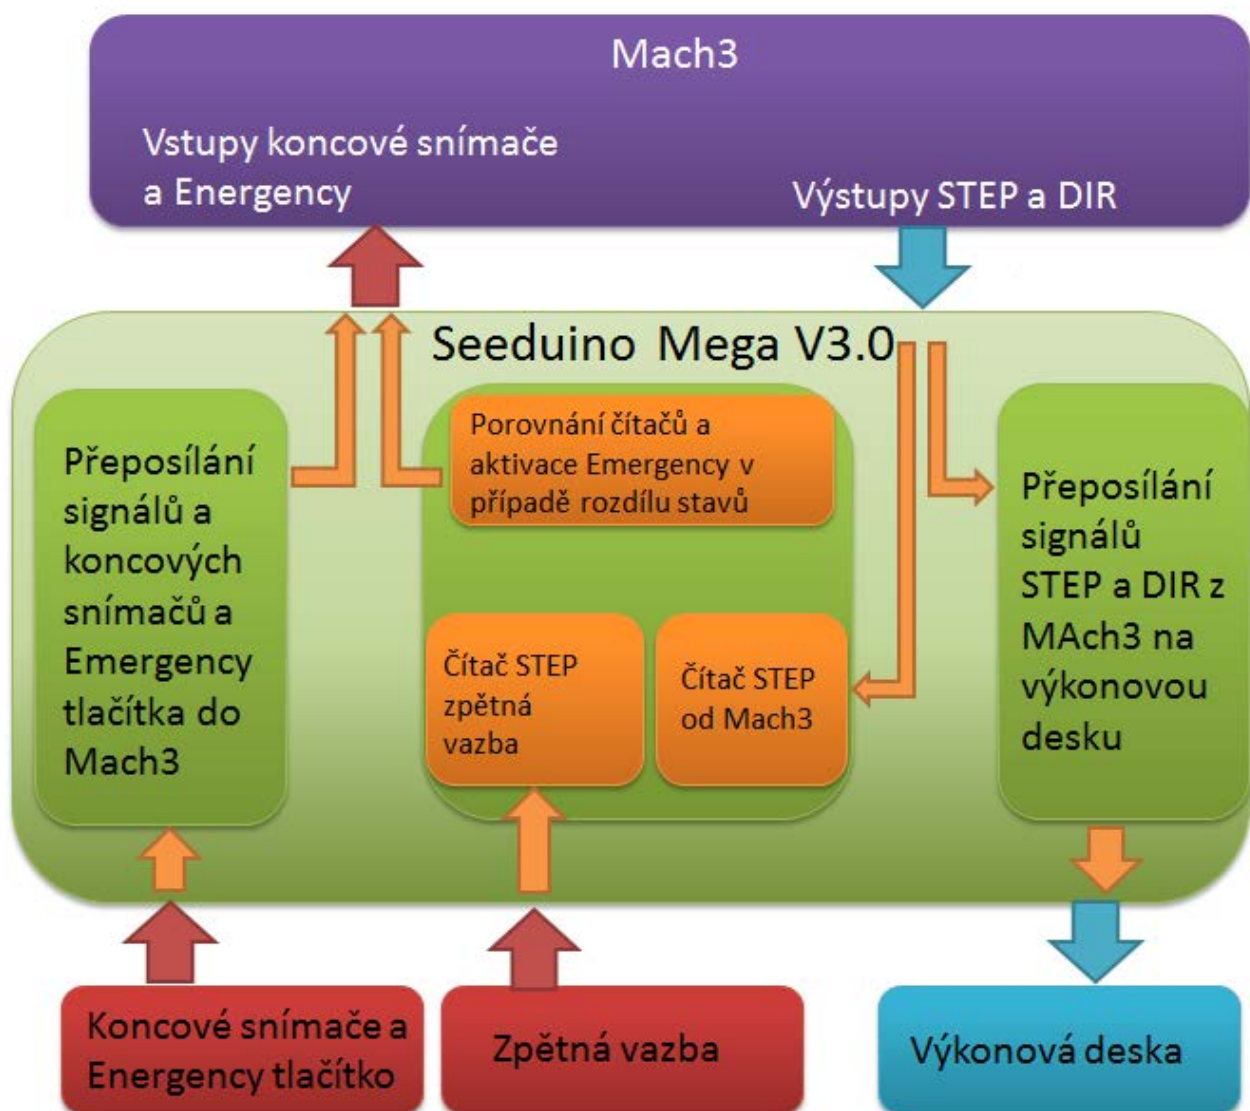 Mach3
Vstupy koncové snímače
a Energency
Výstupy STEP a DIR
Seeduino Mega V3.0
Přeposílání
signálů a
koncových
snímačů a
Emergency
tlačítka do
Mach3
Porovnání čítačů a
aktivace Emergency v
případě rozdílu stavů
Čítač STEP
zpětná
vazba
Čítač STEP
od Mach3
Přeposílání
signálů
STEP a DIR z
MAch3 na
výkonovou
desku
Koncové snímače a
Energency tlačítko
Zpětná vazba
Výkonová deska